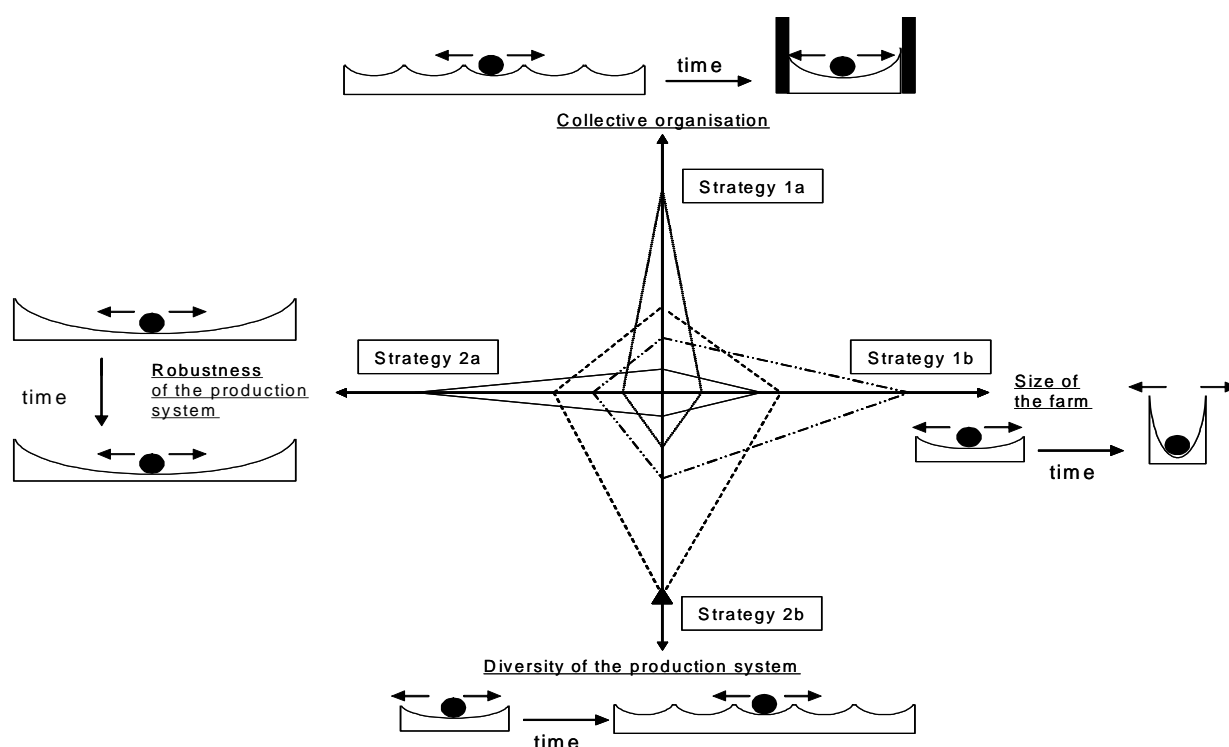 time
Collective organisation
Strategy 1a
Strategy 2a
Strategy 1b
Robustness
of the production
system
time
Size of
the farm
time
Strategy 2b
Diversity of the production system
time